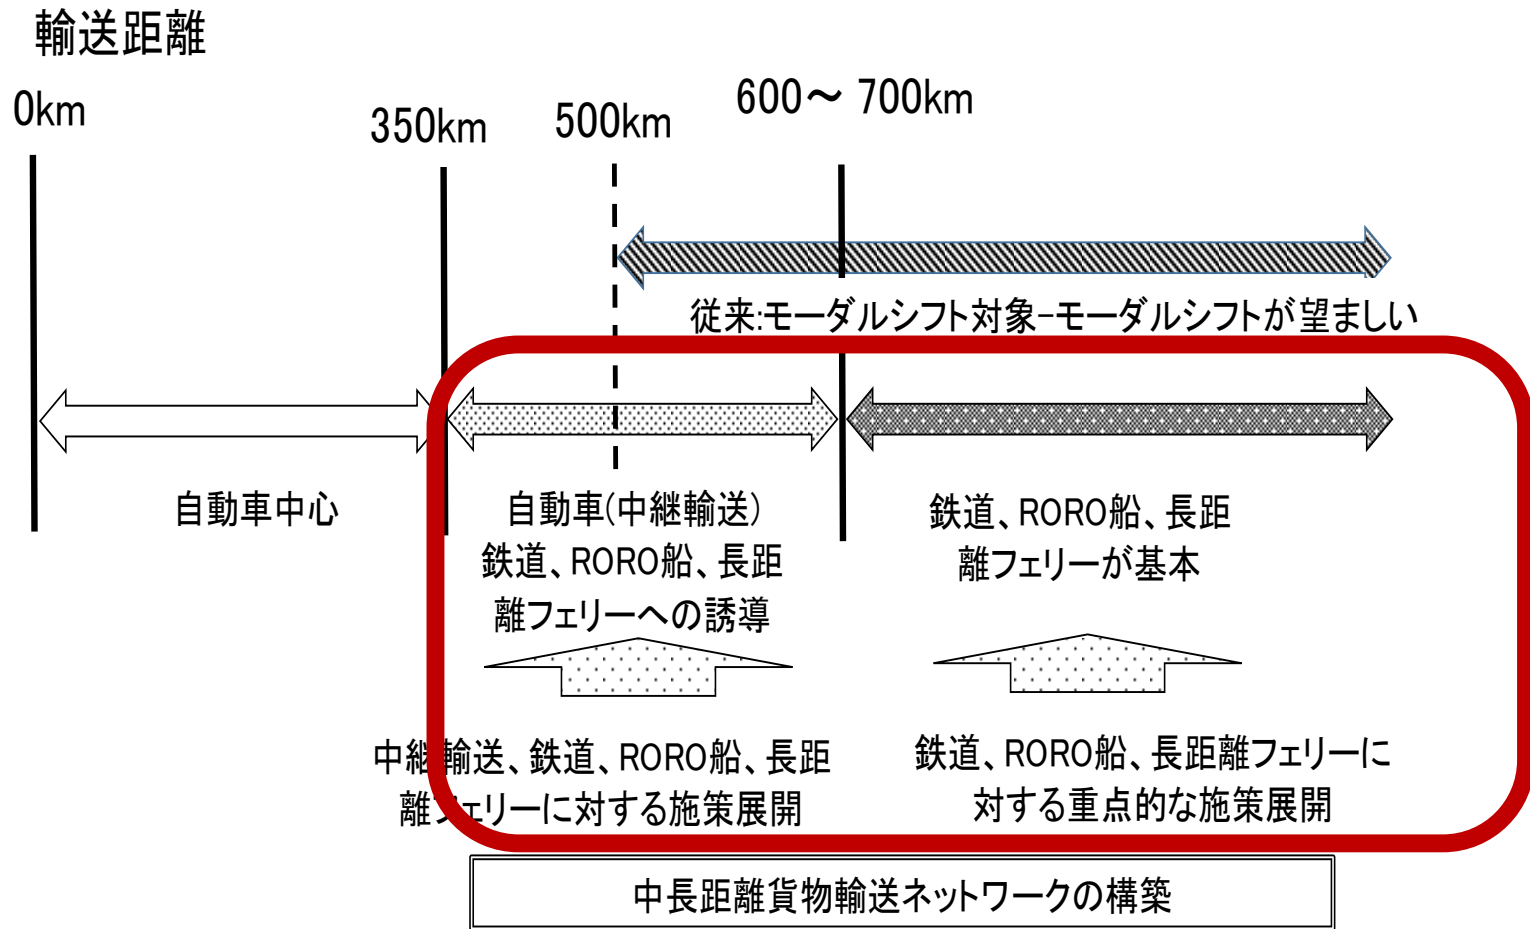 輸送距離
0km
350km
500km
600～700km
従来:モーダルシフト対象−モーダルシフトが望ましい
自動車中心
自動車(中継輸送)
鉄道、RORO船、長距
離フェリーへの誘導
鉄道、RORO船、長距
離フェリーが基本
中継輸送、鉄道、RORO船、長距
離フェリーに対する施策展開
鉄道、RORO船、長距離フェリーに
対する重点的な施策展開
中長距離貨物輸送ネットワークの構築